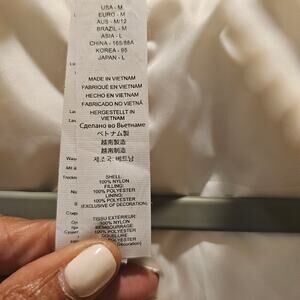 USA - M
EURO - M
AUS - M/12
BRAZIL - M
ASIA - L
CHINA - 165/88A
KOREA - 95
JAPAN - L
MADE IN VIETNAM
FABRIQUÉ EN VIETNAM
HECHO EN VIETNAM
FABRICADO NO VIETNÃ
HERGESTELLT IN
VIETNAM
Сделано во Вьетнаме
ベトナム製
越南製造
越南制造
제조국: 베트남
SHELL:
100% NYLON
FILLING:
100% POLYESTER
LINING:
100% POLYESTER
(EXCLUSIVE OF DECORATION)
TISSU EXTÉRIEUR:
100% NYLON
REMBOURRAGE:
100% POLYESTER
DOUBLURE:
100% POLYESTER